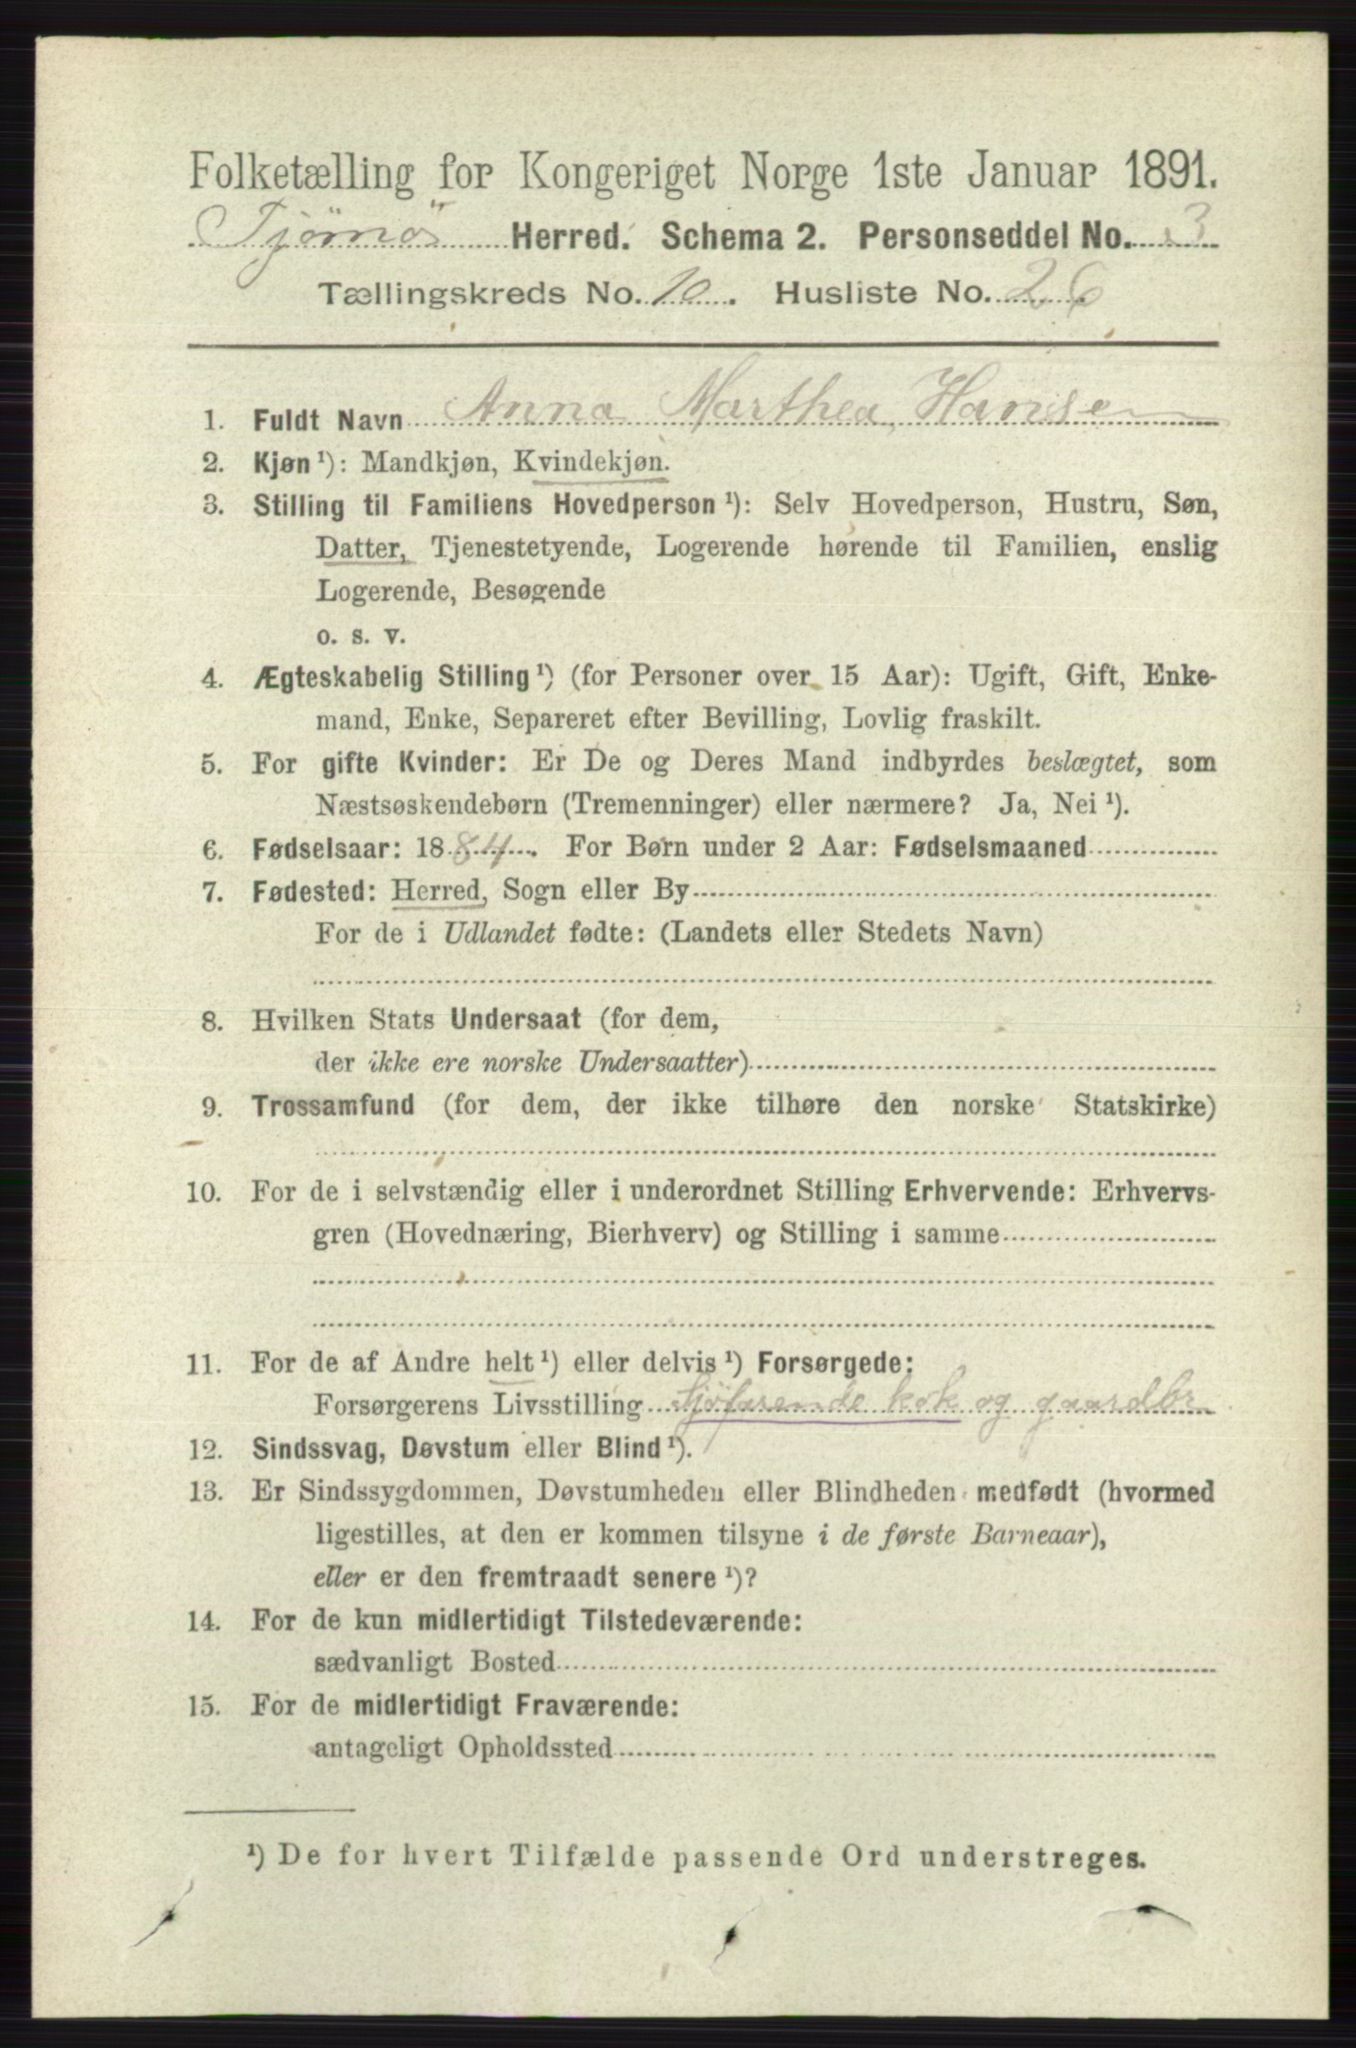 Folketælling for Kongeriget Norge 1ste Januar 1891.
Tjømö Herred. Schema 2. Personseddel No. 3
Tællingskreds No. 10. Husliste No. 26
1. Fuldt Navn Anna Marthea Hansen
2. Kjøn ¹): Mandkjøn, Kvindekjøn.
3. Stilling til Familiens Hovedperson ¹): Selv Hovedperson, Hustru, Søn,
Datter, Tjenestetyende, Logerende hørende til Familien, enslig
Logerende, Besøgende
o. s. v.
4. Ægteskabelig Stilling ¹) (for Personer over 15 Aar): Ugift, Gift, Enke-
mand, Enke, Separeret efter Bevilling, Lovlig fraskilt.
5. For gifte Kvinder: Er De og Deres Mand indbyrdes beslægtet, som
Næstsøskendebørn (Tremenninger) eller nærmere? Ja, Nei ¹).
6. Fødselsaar: 1884. For Børn under 2 Aar: Fødselsmaaned
7. Fødested: Herred, Sogn eller By
For de i Udlandet fødte: (Landets eller Stedets Navn)
8. Hvilken Stats Undersaat (for dem,
der ikke ere norske Undersaatter)
9. Trossamfund (for dem, der ikke tilhøre den norske Statskirke)
10. For de i selvstændig eller i underordnet Stilling Erhvervende: Erhvervs-
gren (Hovednæring, Bierhverv) og Stilling i samme
11. For de af Andre helt ¹) eller delvis ¹) Forsørgede:
Forsørgerens Livsstilling sjøfarende kok og gaardbr
12. Sindssvag, Døvstum eller Blind ¹).
13. Er Sindssygdommen, Døvstumheden eller Blindheden medfødt (hvormed
ligestilles, at den er kommen tilsyne i de første Barneaar),
eller er den fremtraadt senere ¹)?
14. For de kun midlertidigt Tilstedeværende:
sædvanligt Bosted
15. For de midlertidigt Fraværende:
antageligt Opholdssted
¹) De for hvert Tilfælde passende Ord understreges.